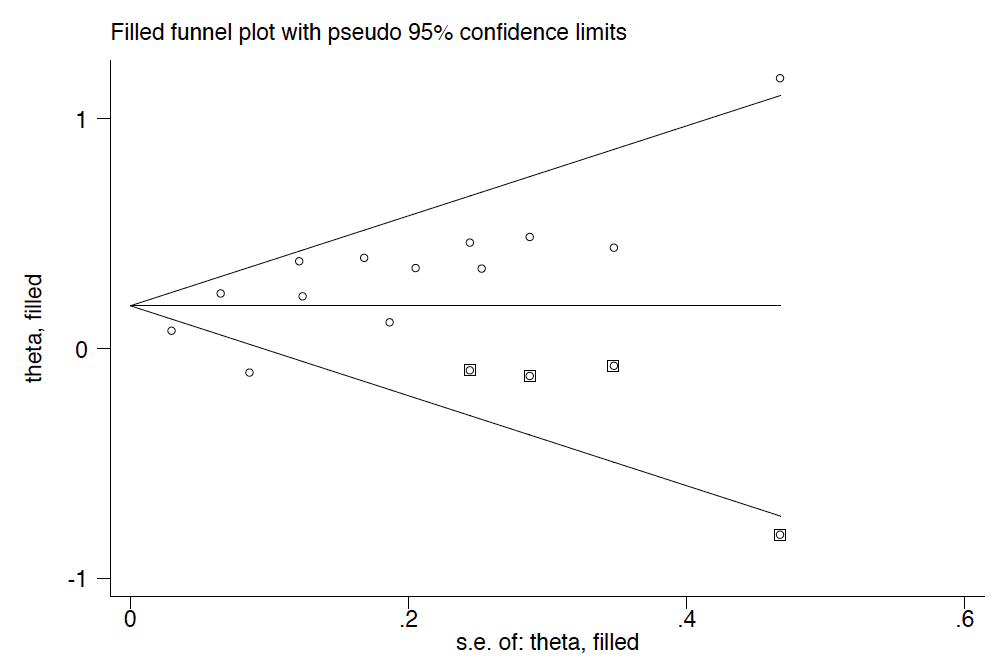 Filled funnel plot with pseudo 95% confidence limits
theta, filled
1
0
-1
0
.2
.4
.6
s.e. of: theta, filled